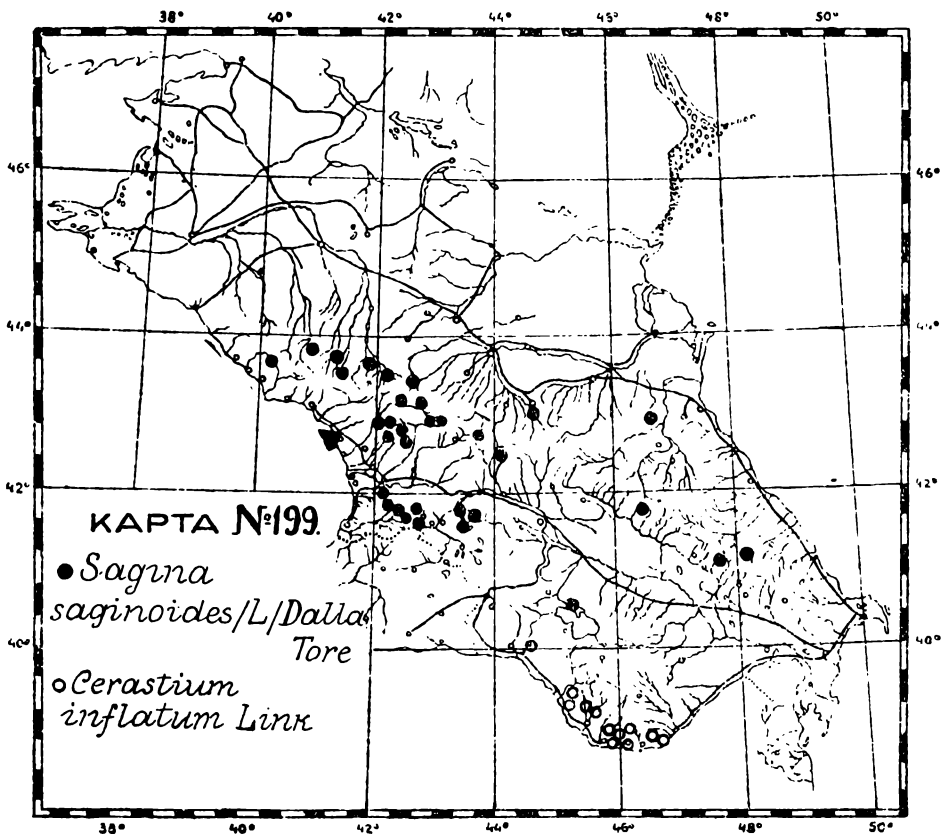 38° 40° 42° 44° 46° 48° 50°
46° 46°
44° 44°
42° 42°
КАРТА №199.
● Sagina
saginoides/L/Dalla
Tore
40° 40°
○ Cerastium
inflatum Link
38° 40° 42° 44° 46° 48° 50°